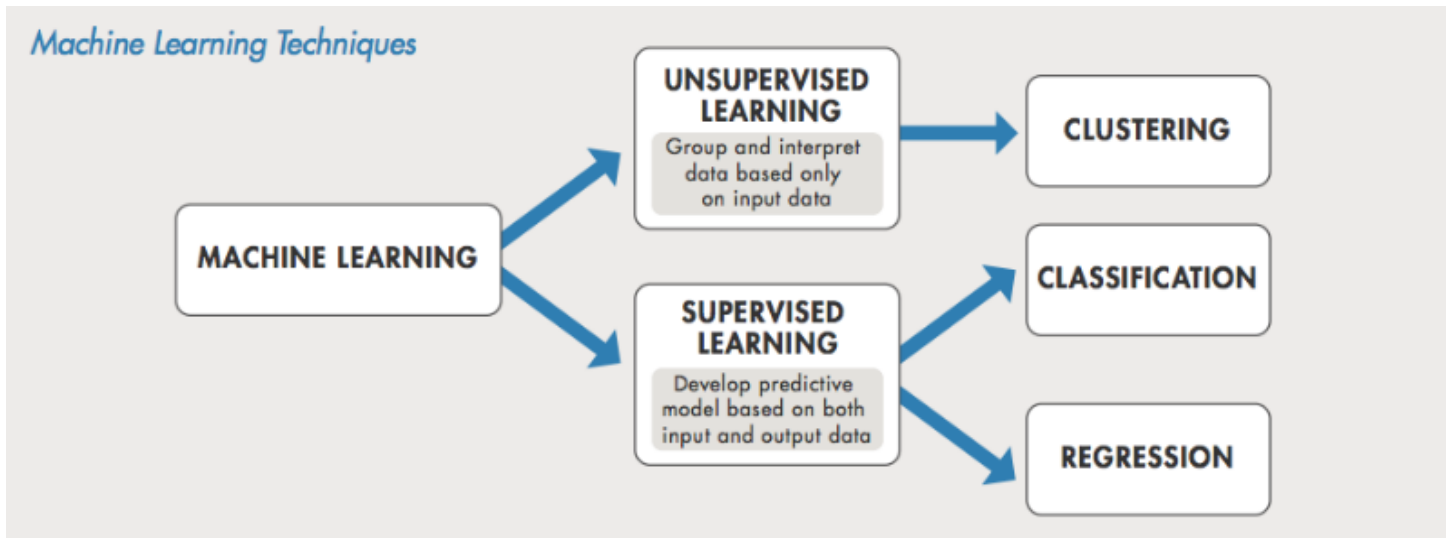 Machine Learning Techniques
UNSUPERVISED
LEARNING
Group and interpret
data based only
on input data
CLUSTERING
MACHINE LEARNING
CLASSIFICATION
SUPERVISED
LEARNING
Develop predictive
model based on both
input and output data
REGRESSION